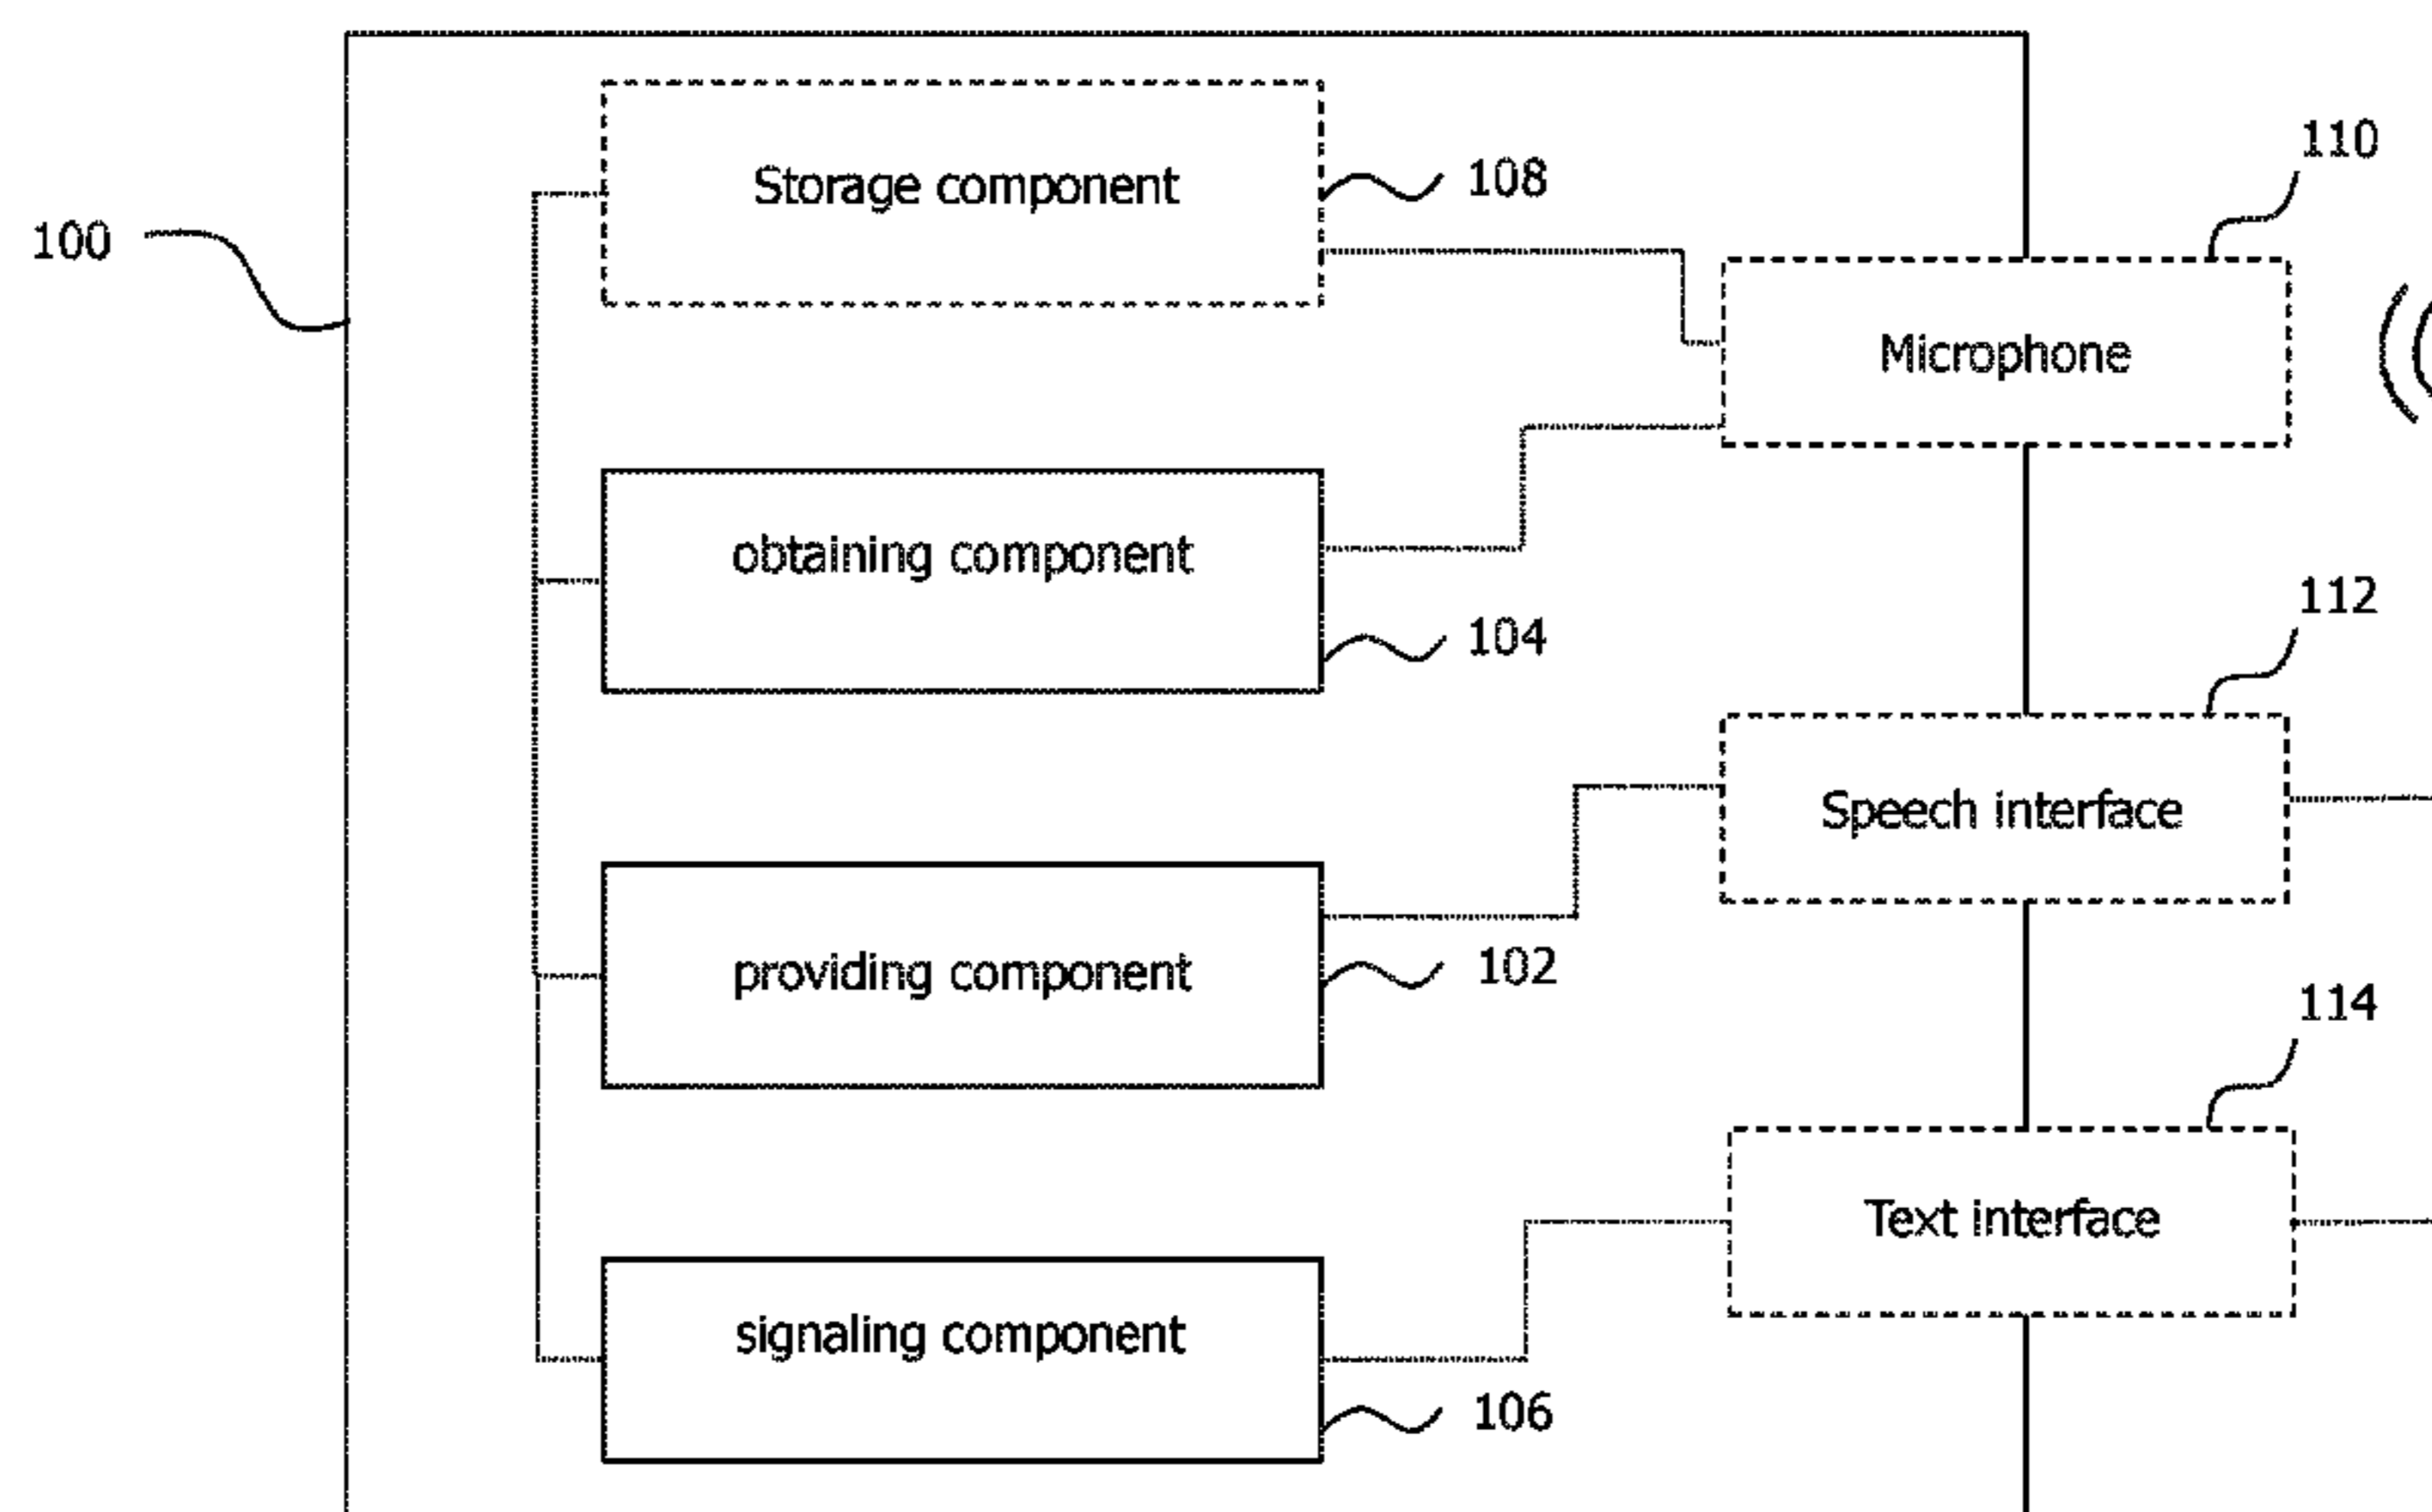 110
Storage component
108
100
Microphone
obtaining component
104
112
Speech interface
providing component
102
114
Text interface
signaling component
106